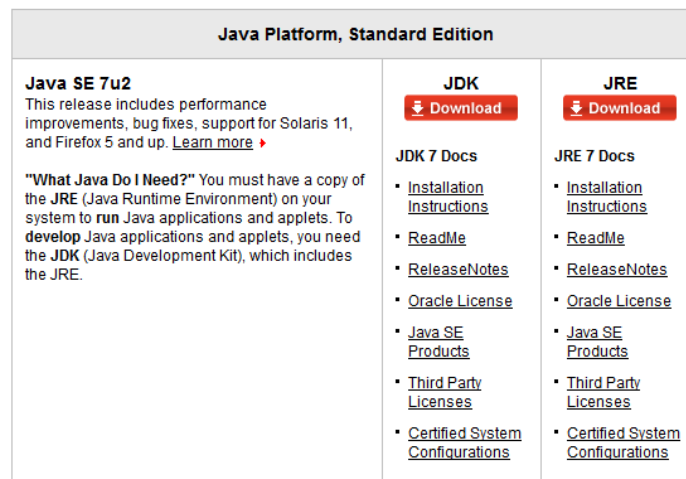 Java Platform, Standard Edition
Java SE 7u2
This release includes performance
improvements, bug fixes, support for Solaris 11,
and Firefox 5 and up. Learn more
"What Java Do I Need?" You must have a copy of
the JRE (Java Runtime Environment) on your
system to run Java applications and applets. To
develop Java applications and applets, you need
the JDK (Java Development Kit), which includes
the JRE.
JDK
Download
JDK 7 Docs
Installation
Instructions
ReadMe
ReleaseNotes
Oracle License
Java SE
Products
Third Party
Licenses
Certified System
Configurations
JRE
Download
JRE 7 Docs
Installation
Instructions
ReadMe
ReleaseNotes
Oracle License
Java SE
Products
Third Party
Licenses
Certified System
Configurations